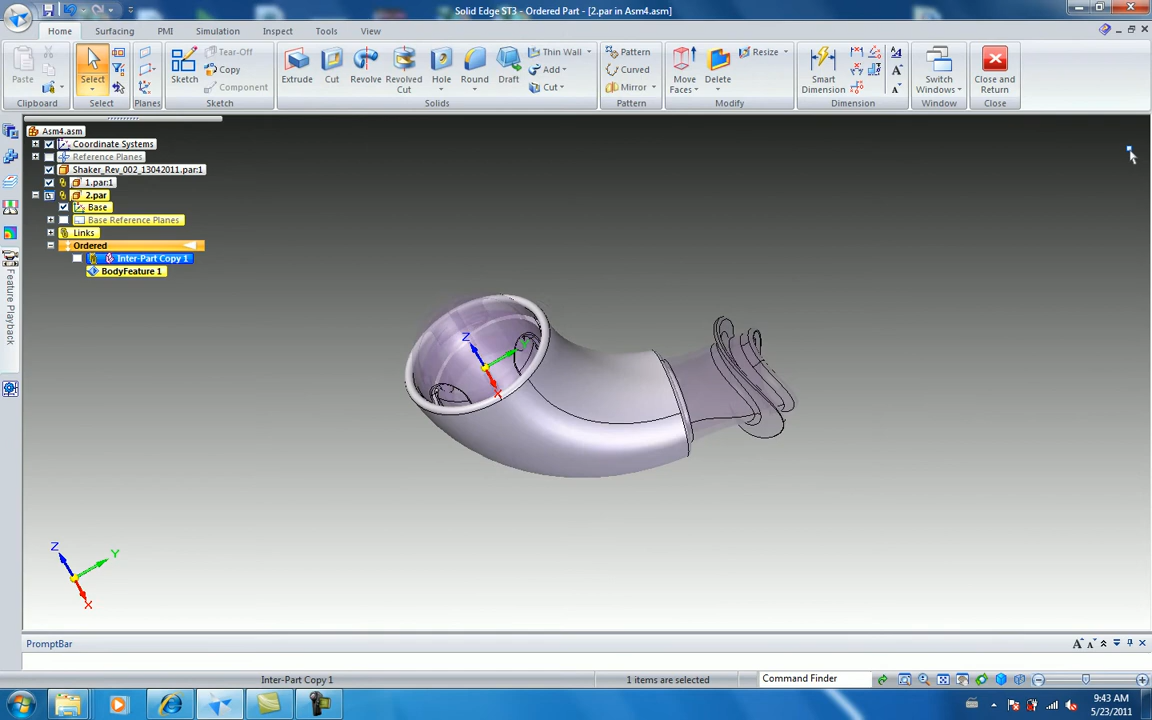 Solid Edge ST3 - Ordered Part - [2.par in Asm4.asm]
Home Surfacing PMI Simulation Inspect Tools View
Paste
Clipboard
Select
Select
Planes
Sketch
Tear-Off
Copy
Component
Sketch
Extrude
Cut
Revolve
Revolved Cut
Hole
Round
Draft
Thin Wall
Add
Cut
Solids
Pattern
Curved
Mirror
Pattern
Move Faces
Delete
Resize
Modify
Smart Dimension
Dimension
Switch Windows
Window
Close and Return
Close
Asm4.asm
Coordinate Systems
Reference Planes
Shaker_Rev_002_13042011.par:1
1.par:1
2.par
Base
Base Reference Planes
Links
Ordered
Inter-Part Copy 1
BodyFeature 1
Feature Playback
Z
Y
X
Z
Y
X
PromptBar
Inter-Part Copy 1
1 items are selected
Command Finder
9:43 AM
5/23/2011